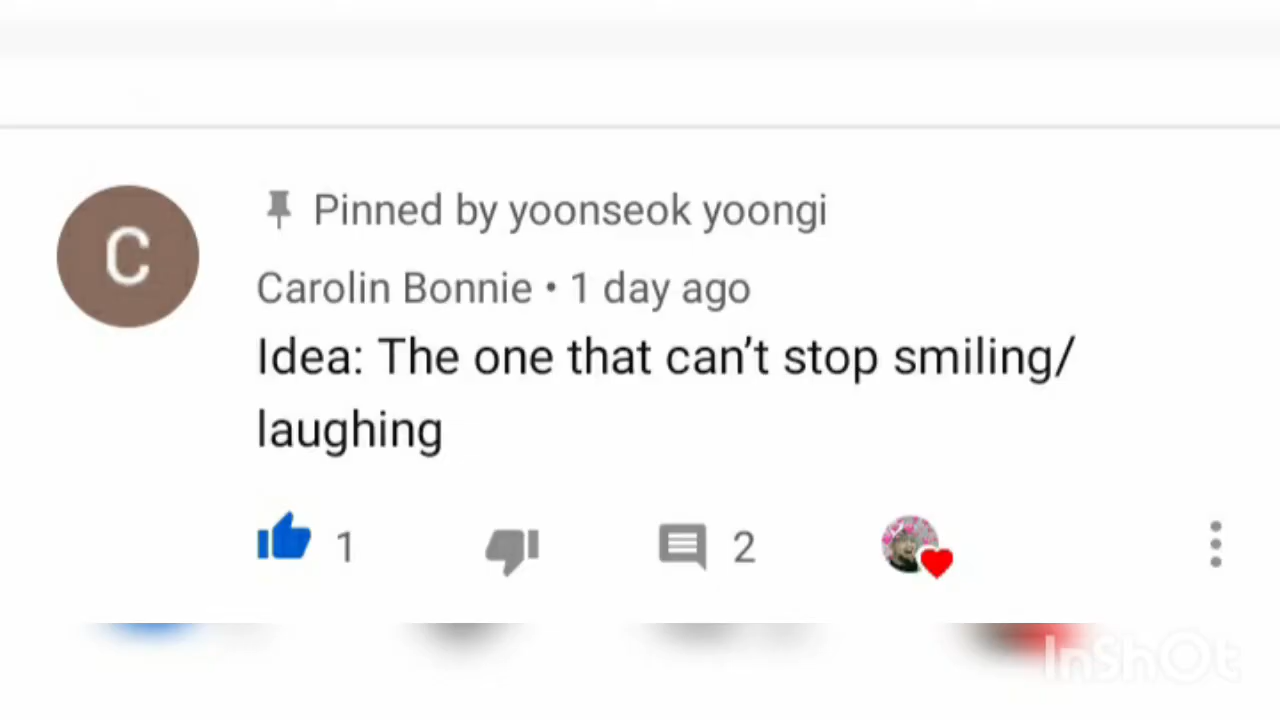 C
Pinned by yoonseok yoongi
Carolin Bonnie • 1 day ago
Idea: The one that can't stop smiling/
laughing
1
2
InShOt